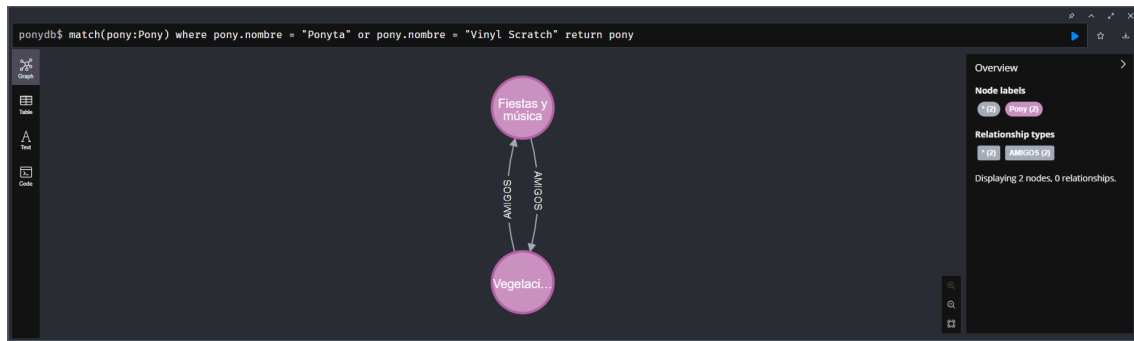 ponydb$ match(pony:Pony) where pony.nombre = "Ponyta" or pony.nombre = "Vinyl Scratch" return pony
Graph
Table
Text
Code
Fiestas y
música
AMIGOS
AMIGOS
Vegetaci...
Overview
Node labels
* (2) Pony (2)
Relationship types
* (2) AMIGOS (2)
Displaying 2 nodes, 0 relationships.